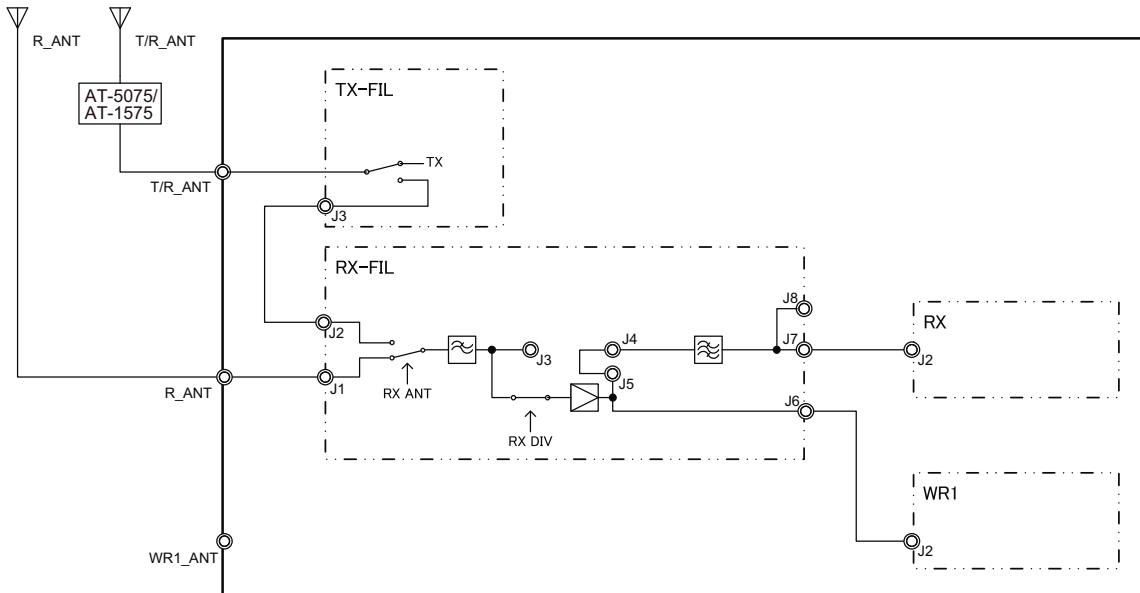 R_ANT
T/R_ANT
AT-5075/
AT-1575
TX-FIL
TX
T/R_ANT
J3
RX-FIL
J8
RX
J2
J4
J7
J2
J3
J1
RX ANT
J5
R_ANT
J6
RX DIV
WR1
WR1_ANT
J2